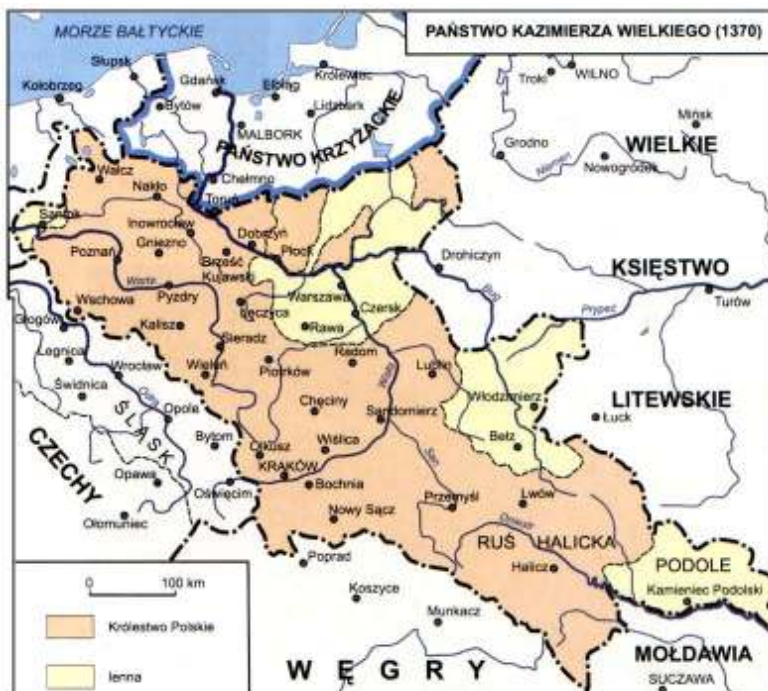 MORZE BAŁTYCKIE
PAŃSTWO KAZIMIERZA WIELKIEGO (1370)
Słupsk
Gdańsk
Królewiec
Troki
WILNO
Kołobrzeg
Bytów
Elbląg
Lidzbark
MALBORK
Mińsk
PAŃSTWO KRZYŻACKIE
Grodno
WIELKIE
Niemen
Nowogródek
Chełmno
Wałcz
Nakło
Toruń
Santok
Inowrocław
Dobrzyń
Drohiczyn
Gniezno
Płock
Poznań
Brześć
Kujawski
KSIĘSTWO
Warta
Pyzdry
Warszawa
Bug
Turów
Wschowa
Łęczyca
Czersk
Prypeć
Głogów
Kalisz
Rawa
Sieradz
Legnica
Wrocław
Wieluń
Piotrków
Radom
Lublin
Wisła
Świdnica
Odra
Włodzimierz
LITEWSKIE
ŚLĄSK
Opole
Chęciny
Sandomierz
Łuck
CZECHY
Bytom
Olkusz
Wiślica
Bełz
San
Opawa
KRAKÓW
Oświęcim
Bochnia
Przemyśl
Lwów
Ołomuniec
Nowy Sącz
Dniestr
RUŚ HALICKA
PODOLE
Poprad
Halicz
Kamieniec Podolski
0 100 km
Koszyce
Munkacz
Królestwo Polskie
MOŁDAWIA
WĘGRY
lenna
SUCZAWA